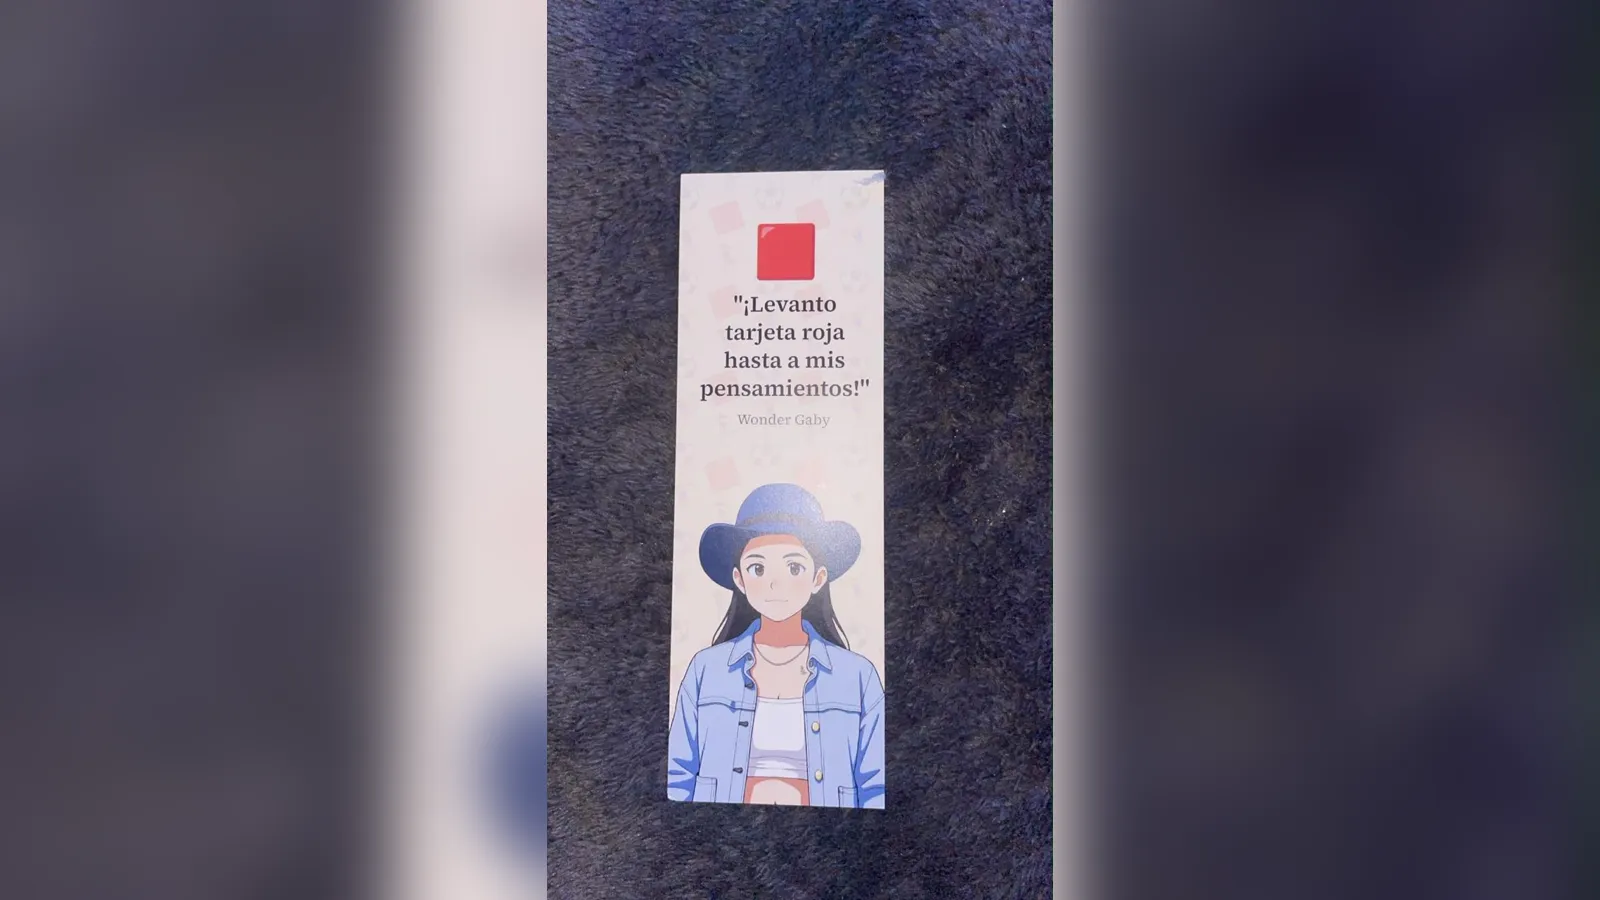 "¡Levanto
tarjeta roja
hasta a mis
pensamientos!"
Wonder Gaby